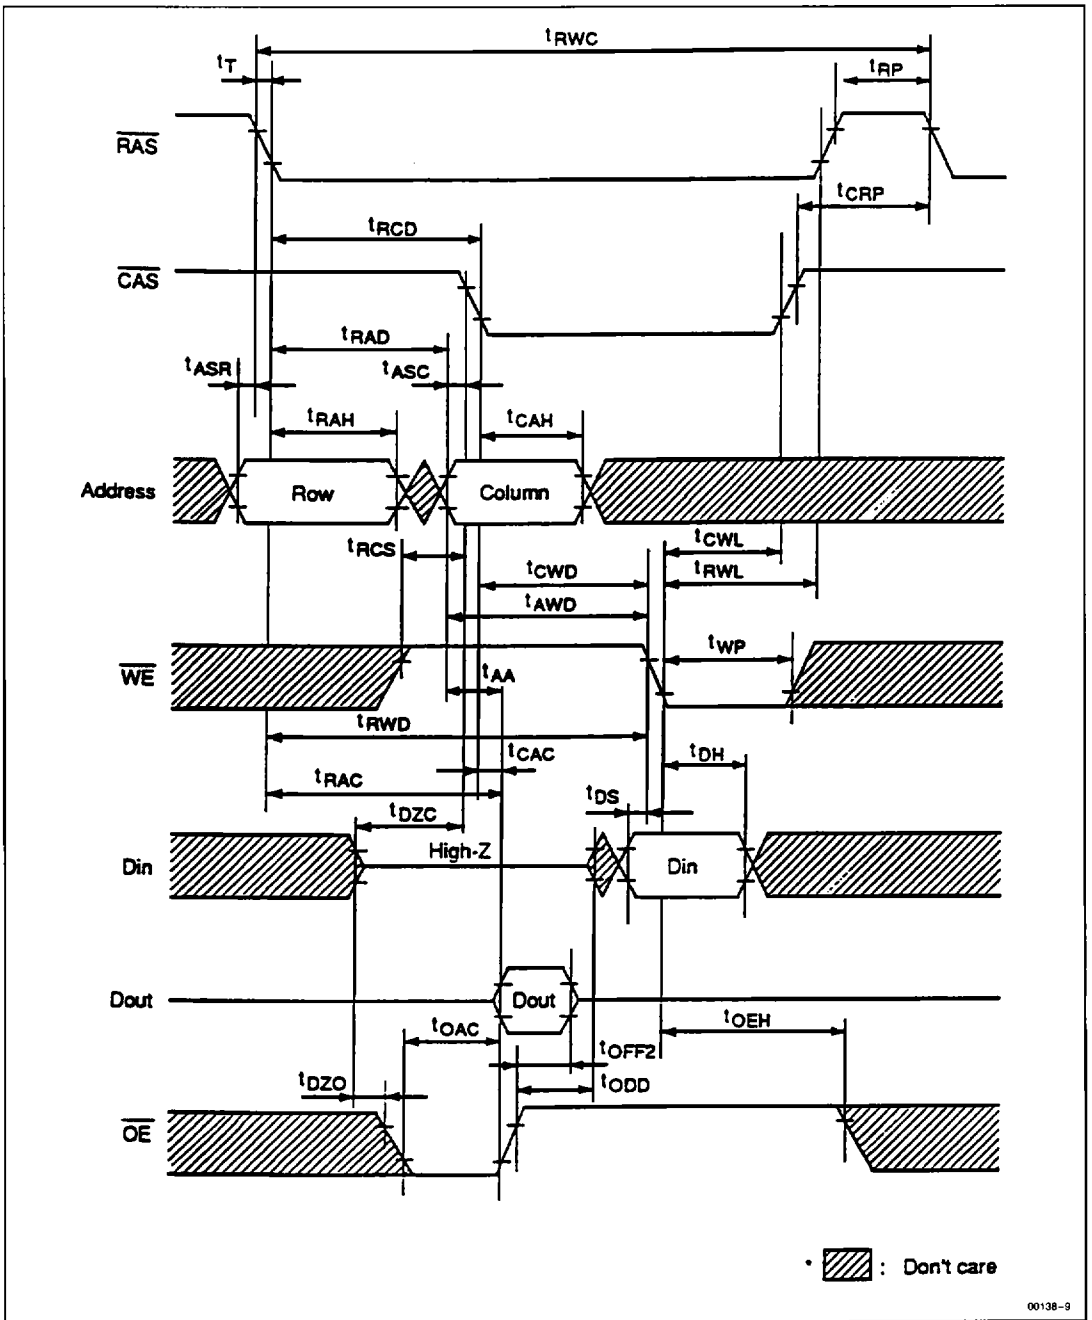 tRWC
tT
tRP
RAS
tCRP
tRCD
CAS
tRAD
tASR
tASC
tRAH
tCAH
Address
Row
Column
tRCS
tCWL
tCWD
tRWL
tAWD
WE
tWP
tAA
tRWD
tCAC
tDH
tRAC
tDS
tDZC
High-Z
Din
Din
Dout
Dout
tOAC
tOEH
tOFF2
tDZO
tODD
OE
* : Don't care
00138-9